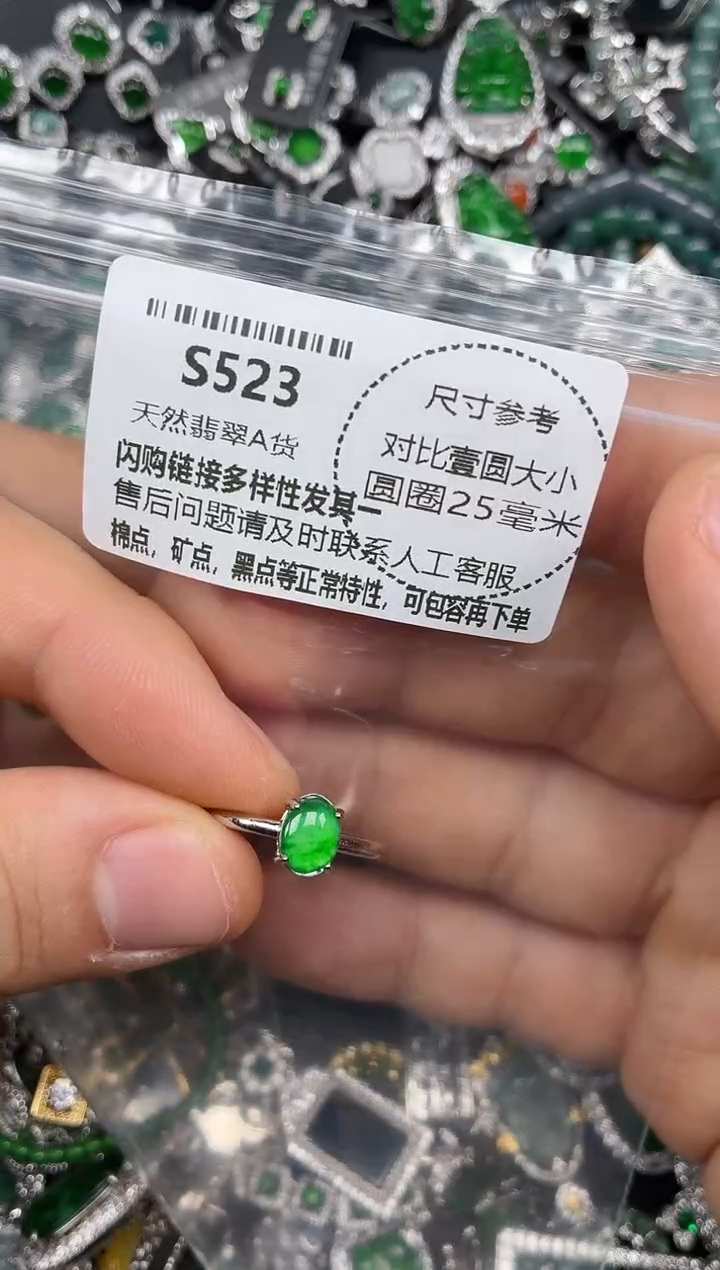 S523
天然翡翠A货
闪购链接多样性发其一
售后问题请及时联系人工客服
棉点，矿点，黑点等正常特性，可包容再下单
尺寸参考
对比壹圆大小
圆圈25毫米